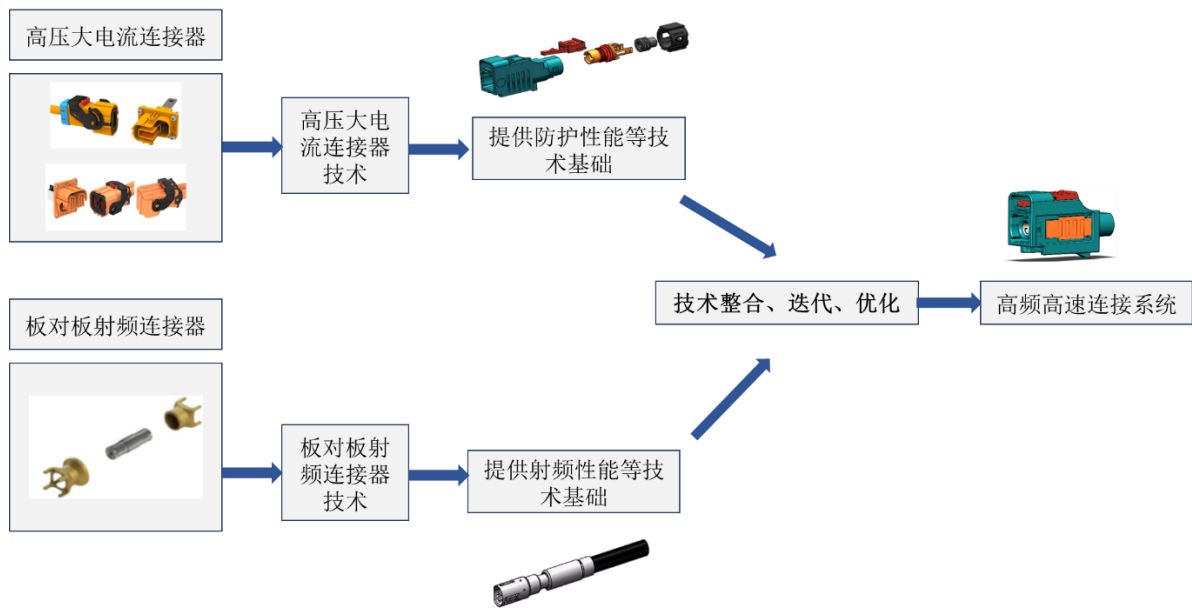 高压大电流连接器
高压大电
流连接器
技术
提供防护性能等技
术基础
技术整合、迭代、优化
高频高速连接系统
板对板射频连接器
板对板射
频连接器
技术
提供射频性能等技
术基础